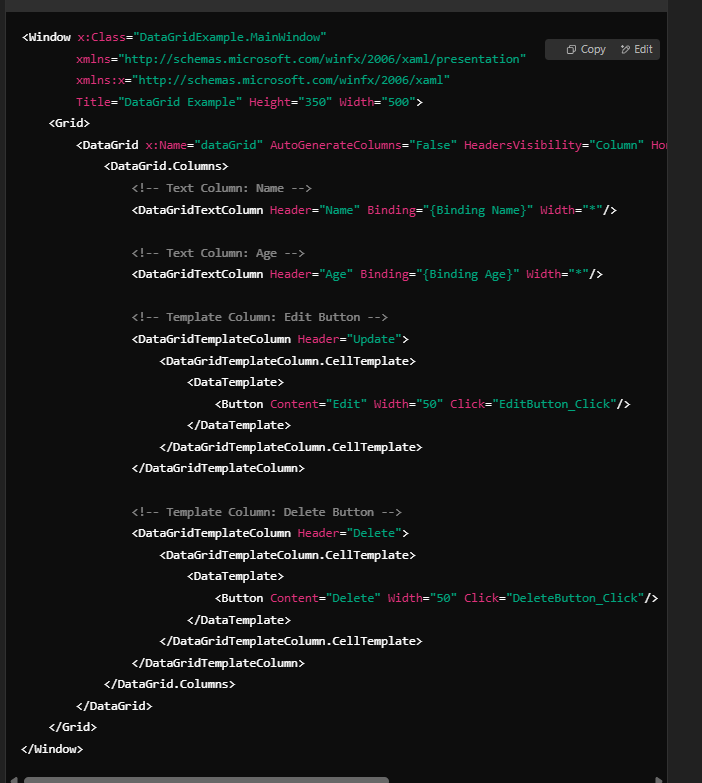 <Window x:Class="DataGridExample.MainWindow"
Copy Edit
        xmlns="http://schemas.microsoft.com/winfx/2006/xaml/presentation"
        xmlns:x="http://schemas.microsoft.com/winfx/2006/xaml"
        Title="DataGrid Example" Height="350" Width="500">
    <Grid>
        <DataGrid x:Name="dataGrid" AutoGenerateColumns="False" HeadersVisibility="Column"
            <DataGrid.Columns>
                <!-- Text Column: Name -->
                <DataGridTextColumn Header="Name" Binding="{Binding Name}" Width="*"/>
                <!-- Text Column: Age -->
                <DataGridTextColumn Header="Age" Binding="{Binding Age}" Width="*"/>
                <!-- Template Column: Edit Button -->
                <DataGridTemplateColumn Header="Update">
                    <DataGridTemplateColumn.CellTemplate>
                        <DataTemplate>
                            <Button Content="Edit" Width="50" Click="EditButton_Click"/>
                        </DataTemplate>
                    </DataGridTemplateColumn.CellTemplate>
                </DataGridTemplateColumn>
                <!-- Template Column: Delete Button -->
                <DataGridTemplateColumn Header="Delete">
                    <DataGridTemplateColumn.CellTemplate>
                        <DataTemplate>
                            <Button Content="Delete" Width="50" Click="DeleteButton_Click"/>
                        </DataTemplate>
                    </DataGridTemplateColumn.CellTemplate>
                </DataGridTemplateColumn>
            </DataGrid.Columns>
        </DataGrid>
    </Grid>
</Window>